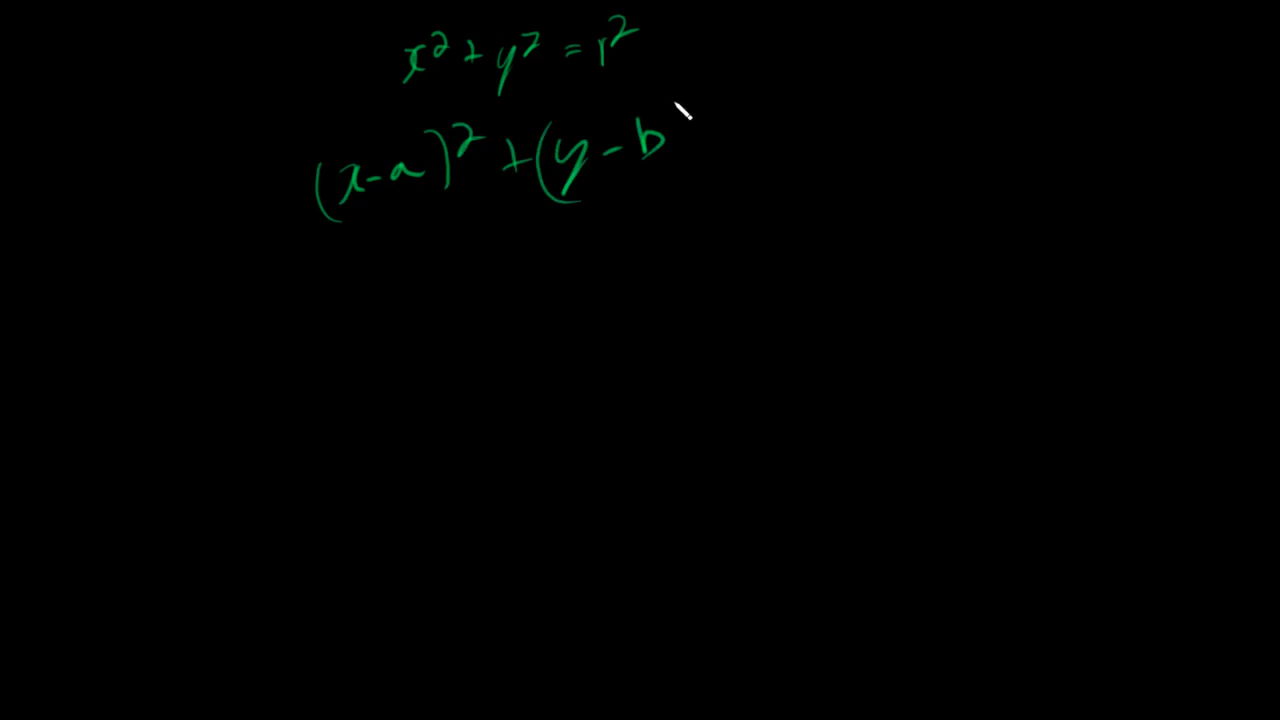 x² + y² = r²
(x-a)² + (y - b